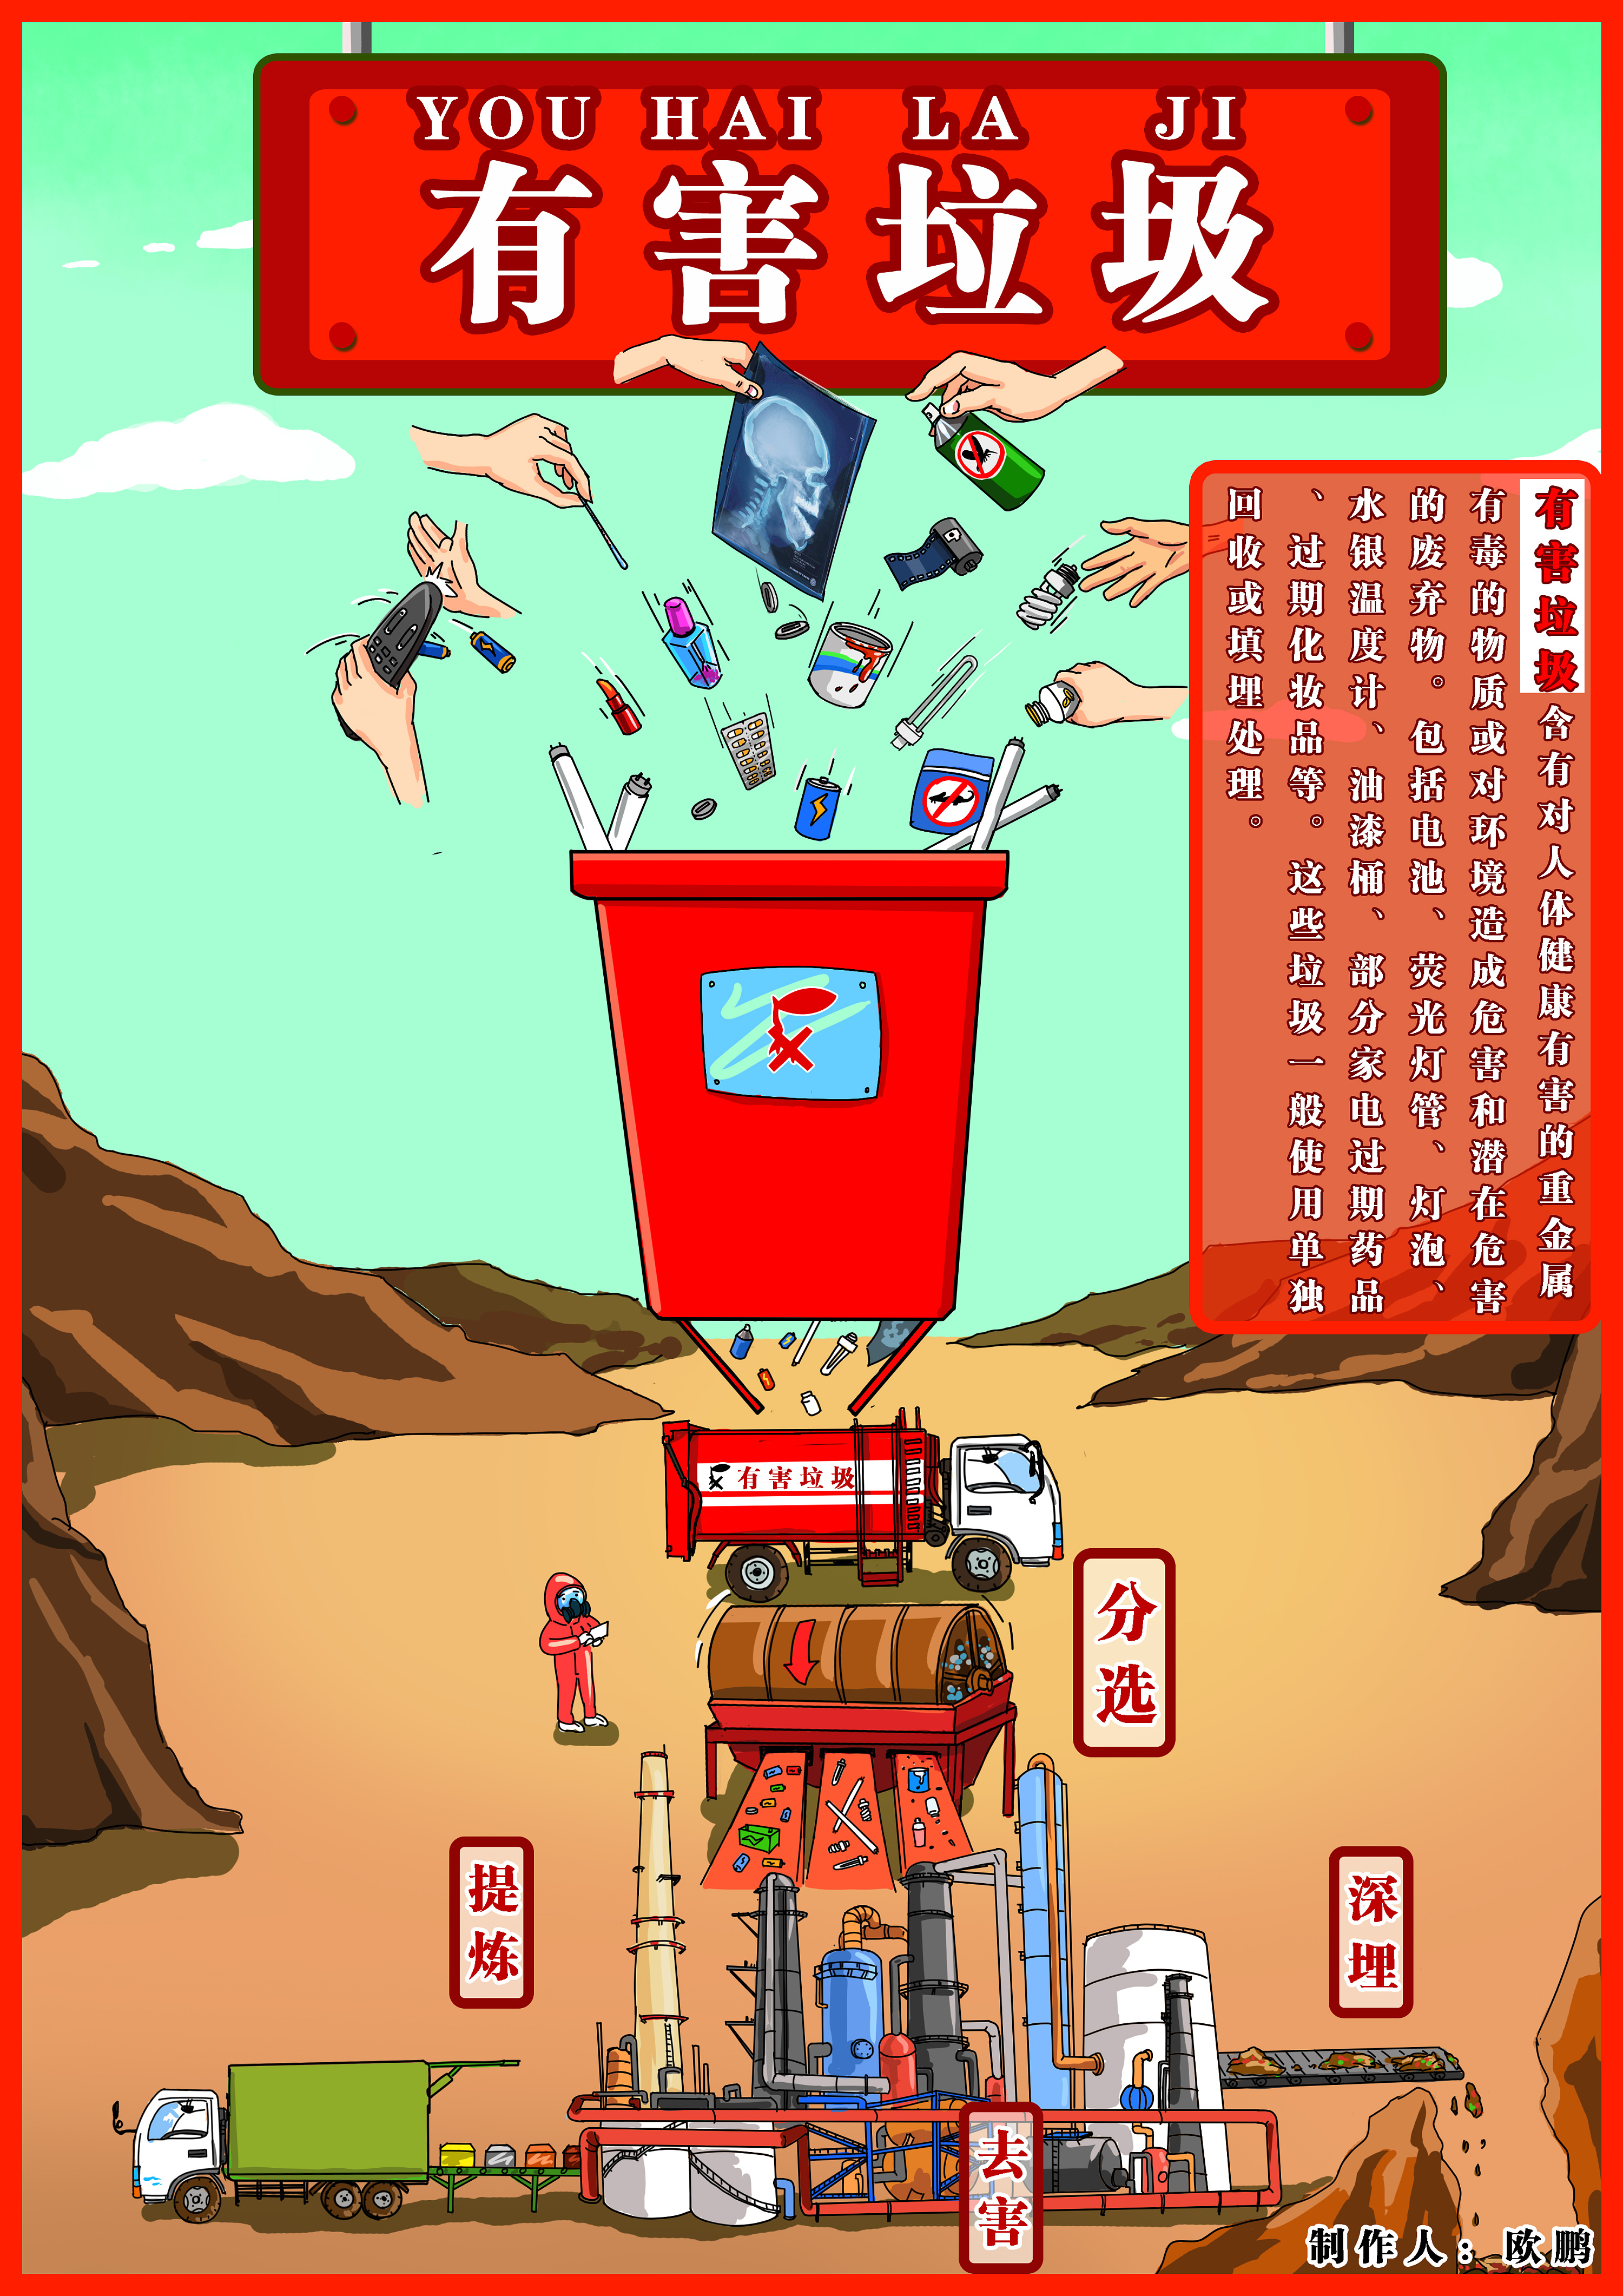 YOU HAI LA JI
有害垃圾
有害垃圾含有对人体健康有害的重金属
有毒的物质或对环境造成危害和潜在危害
的废弃物。包括电池、荧光灯管、灯泡、
水银温度计、油漆桶、部分家电过期药品
、过期化妆品等。这些垃圾一般使用单独
回收或填埋处理。
有害垃圾
分选
提炼
深埋
去害
制作人：欧鹏